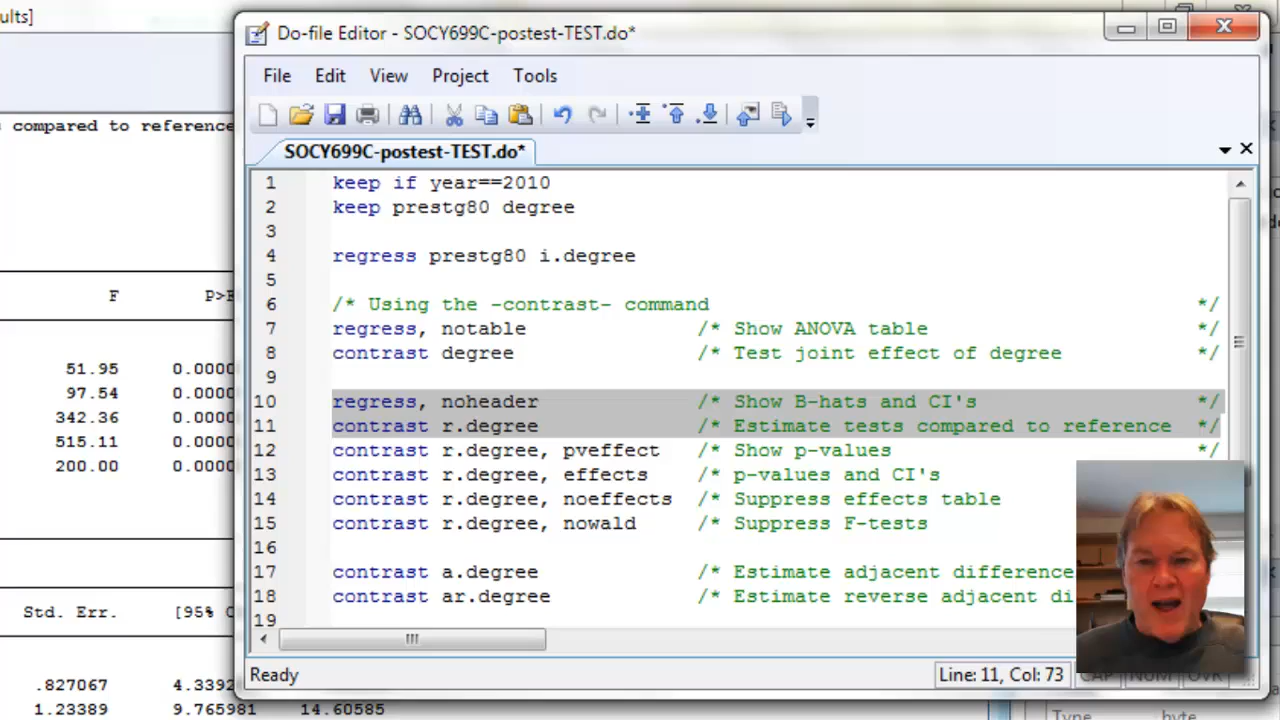 ults]
Do-file Editor - SOCY699C-postest-TEST.do*
File Edit View Project Tools
s compared to reference
SOCY699C-postest-TEST.do*
1 keep if year==2010
2 keep prestg80 degree
3
4 regress prestg80 i.degree
5
6 /* Using the -contrast- command */
7 regress, notable /* Show ANOVA table */
8 contrast degree /* Test joint effect of degree */
9
10 regress, noheader /* Show B-hats and CI's */
11 contrast r.degree /* Estimate tests compared to reference */
12 contrast r.degree, pveffect /* Show p-values */
13 contrast r.degree, effects /* p-values and CI's
14 contrast r.degree, noeffects /* Suppress effects table
15 contrast r.degree, nowald /* Suppress F-tests
16
17 contrast a.degree /* Estimate adjacent difference
18 contrast ar.degree /* Estimate reverse adjacent di
19
F P>F
51.95 0.0000
97.54 0.0000
342.36 0.0000
515.11 0.0000
200.00 0.0000
Std. Err. [95% C
.827067 4.3392
1.23389 9.765981 14.60585
Ready Line: 11, Col: 73 CAP NUM OVR
Type byte